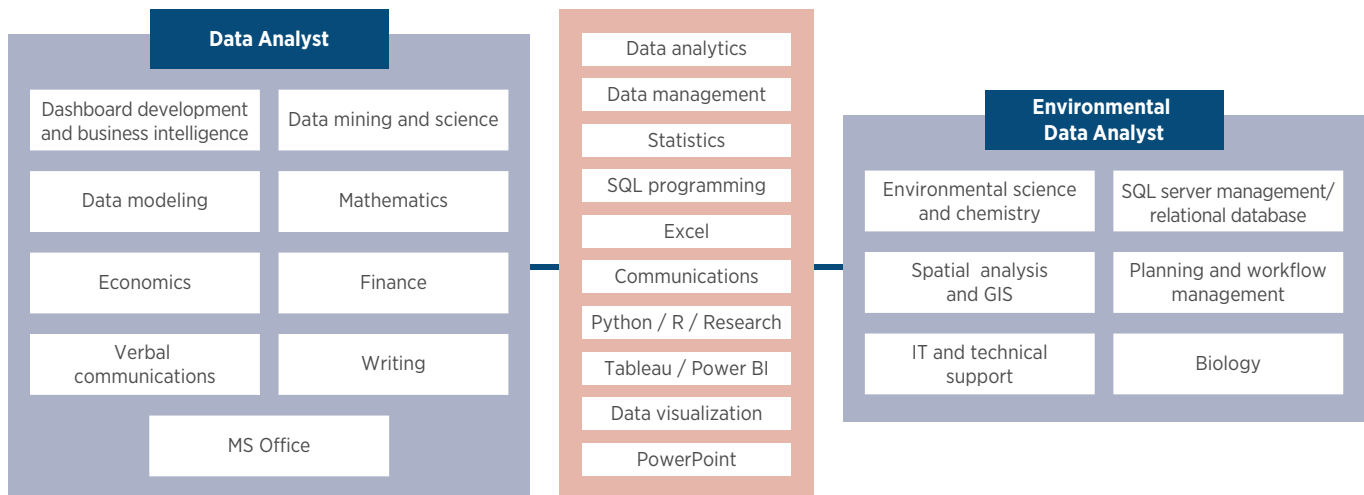 Data Analyst
Dashboard development
and business intelligence
Data mining and science
Data modeling
Mathematics
Economics
Finance
Verbal
communications
Writing
MS Office
Data analytics
Data management
Statistics
SQL programming
Excel
Communications
Python / R / Research
Tableau / Power BI
Data visualization
PowerPoint
Environmental
Data Analyst
Environmental science
and chemistry
SQL server management/
relational database
Spatial analysis
and GIS
Planning and workflow
management
IT and technical
support
Biology